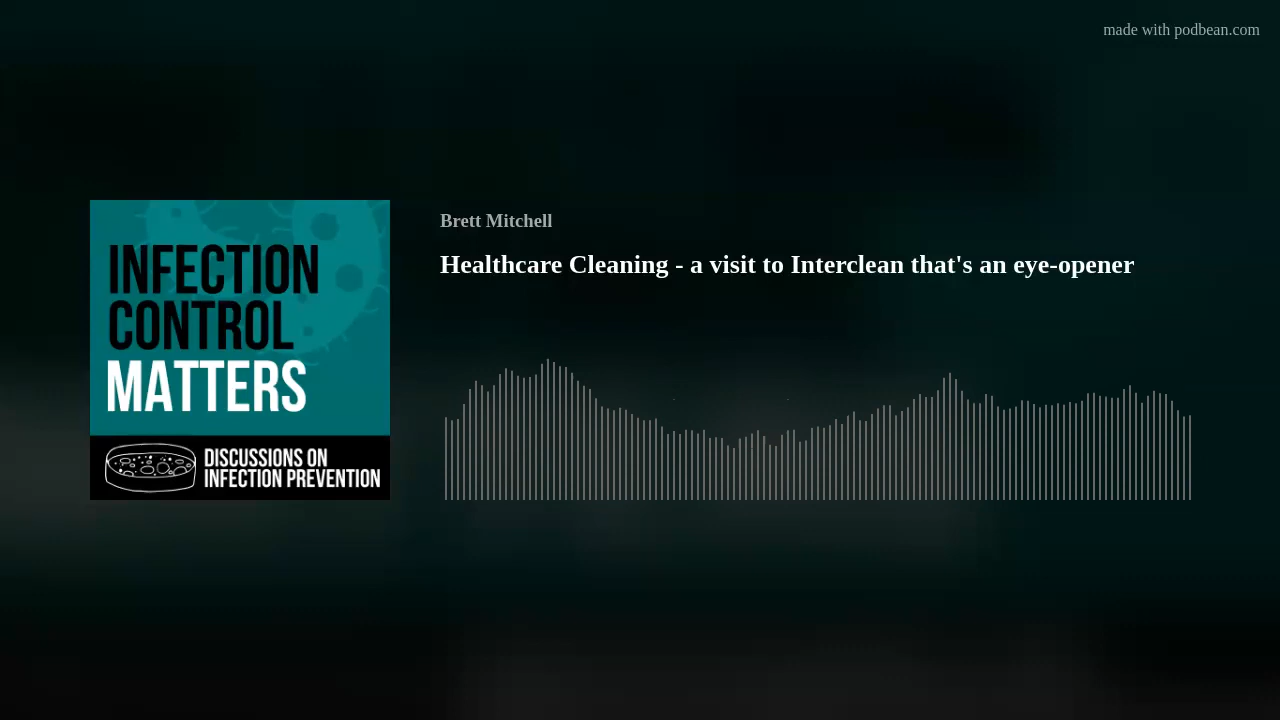 made with podbean.com
INFECTION
CONTROL
MATTERS
DISCUSSIONS ON
INFECTION PREVENTION
Brett Mitchell
Healthcare Cleaning - a visit to Interclean that's an eye-opener